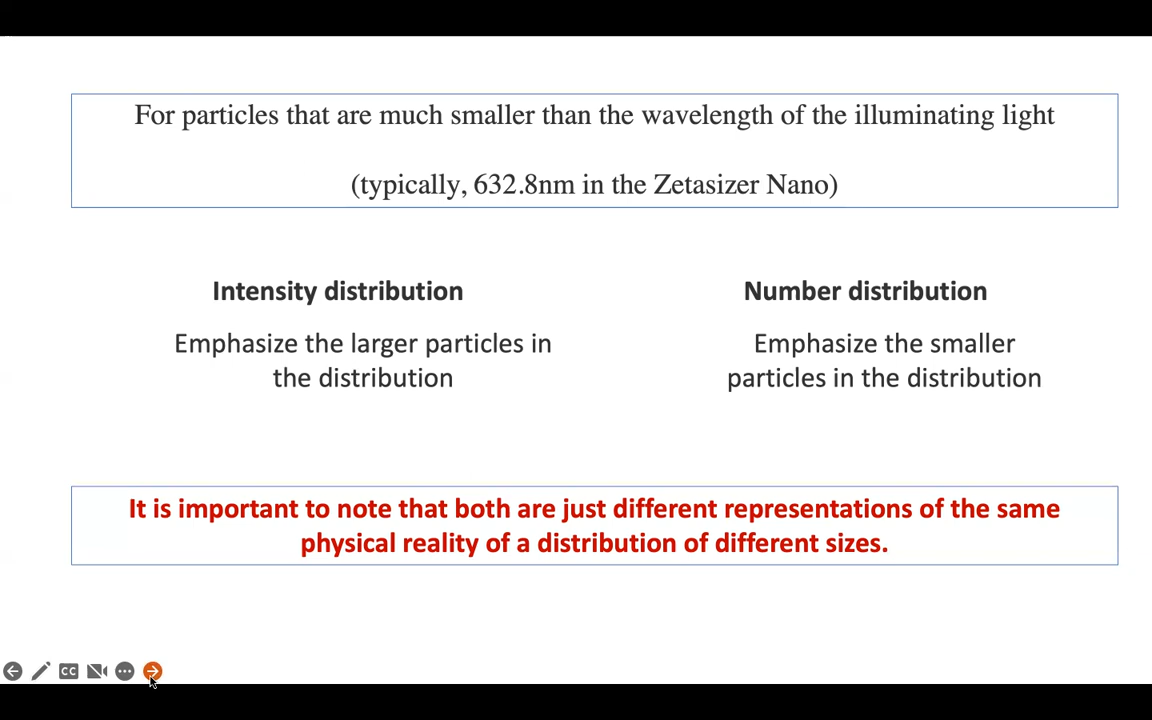 For particles that are much smaller than the wavelength of the illuminating light
(typically, 632.8nm in the Zetasizer Nano)
Intensity distribution
Emphasize the larger particles in
the distribution
Number distribution
Emphasize the smaller
particles in the distribution
It is important to note that both are just different representations of the same
physical reality of a distribution of different sizes.
CC